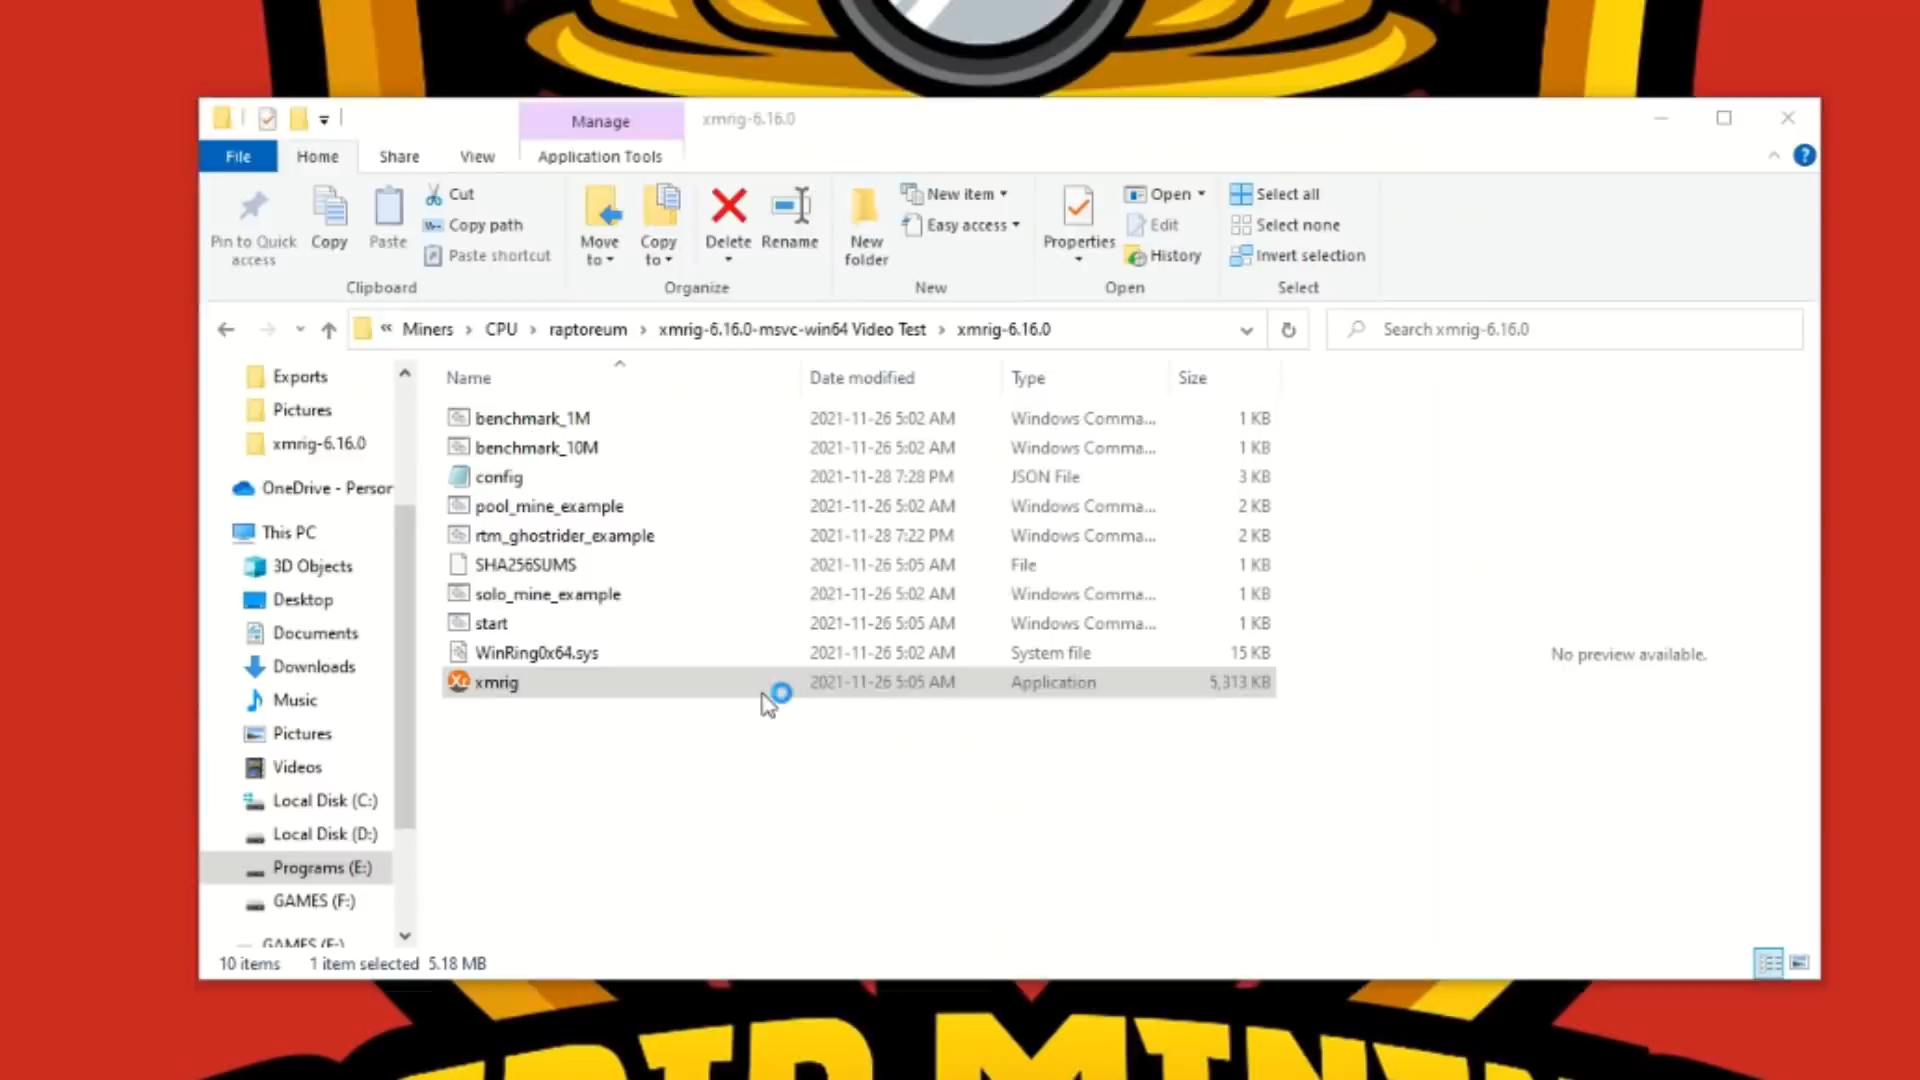 Manage
xmrig-6.16.0
File
Home
Share
View
Application Tools
?
Pin to Quick access
Copy
Paste
Cut
Copy path
Paste shortcut
Clipboard
Move to
Copy to
Delete
Rename
Organize
New folder
New item
Easy access
New
Properties
Open
Edit
History
Open
Select all
Select none
Invert selection
Select
« Miners > CPU > raptoreum > xmrig-6.16.0-msvc-win64 Video Test > xmrig-6.16.0
Search xmrig-6.16.0
Exports
Pictures
xmrig-6.16.0
OneDrive - Person
This PC
3D Objects
Desktop
Documents
Downloads
Music
Pictures
Videos
Local Disk (C:)
Local Disk (D:)
Programs (E:)
GAMES (F:)
GAMES (F:)
Name Date modified Type Size
benchmark_1M 2021-11-26 5:02 AM Windows Comma... 1 KB
benchmark_10M 2021-11-26 5:02 AM Windows Comma... 1 KB
config 2021-11-28 7:28 PM JSON File 3 KB
pool_mine_example 2021-11-26 5:02 AM Windows Comma... 2 KB
rtm_ghostrider_example 2021-11-28 7:22 PM Windows Comma... 2 KB
SHA256SUMS 2021-11-26 5:05 AM File 1 KB
solo_mine_example 2021-11-26 5:02 AM Windows Comma... 1 KB
start 2021-11-26 5:05 AM Windows Comma... 1 KB
WinRing0x64.sys 2021-11-26 5:02 AM System file 15 KB
xmrig 2021-11-26 5:05 AM Application 5,313 KB
No preview available.
10 items 1 item selected 5.18 MB